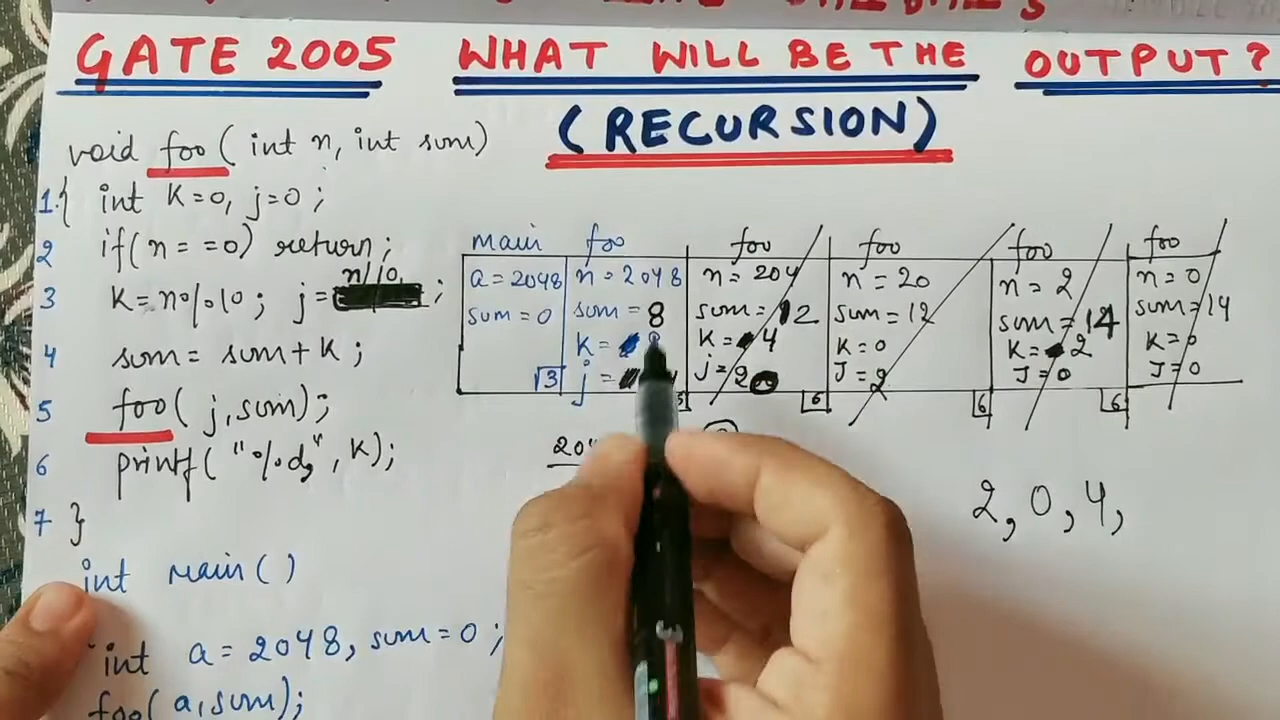 GATE 2005 WHAT WILL BE THE OUTPUT?
(RECURSION)
void foo( int n, int sum)
1.{ int K=0, j=0;
2 if(n==0) return;
3 K=n%10; j=n/10;
4 sum=sum+K;
5 foo(j,sum);
6 printf("%d,",K);
7 }
int main()
int a=2048, sum=0;
foo(a,sum);
main foo foo foo foo foo
a=2048 n=2048 n=204 n=20 n=2 n=0
sum=0 sum=8 sum=12 sum=12 sum=14 sum=14
K= 8 K=4 K=0 K=2 K=0
3 j= j=20 J=2 J=0 J=0
6 6 6
2,0,4,